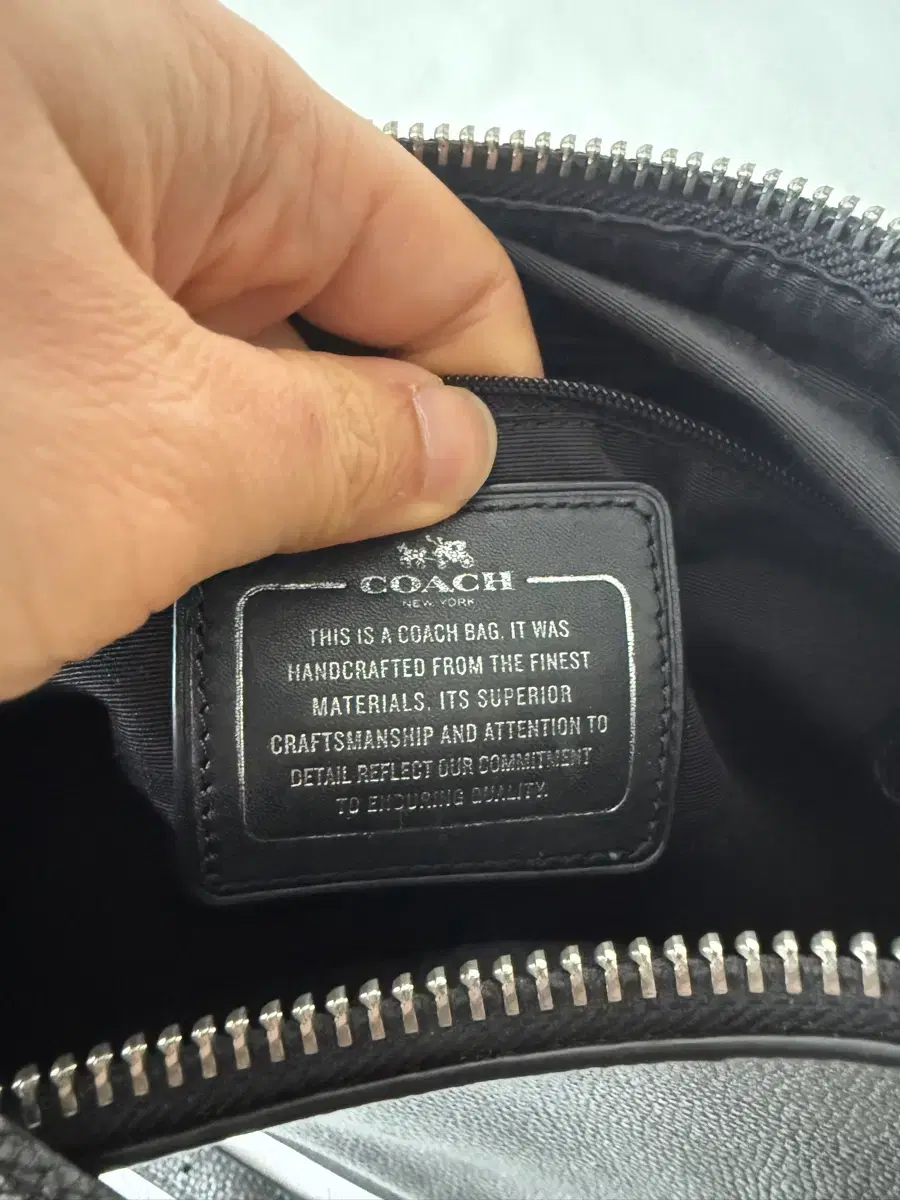 COACH
NEW YORK
THIS IS A COACH BAG. IT WAS
HANDCRAFTED FROM THE FINEST
MATERIALS. ITS SUPERIOR
CRAFTSMANSHIP AND ATTENTION TO
DETAIL REFLECT OUR COMMITMENT
TO ENDURING QUALITY.